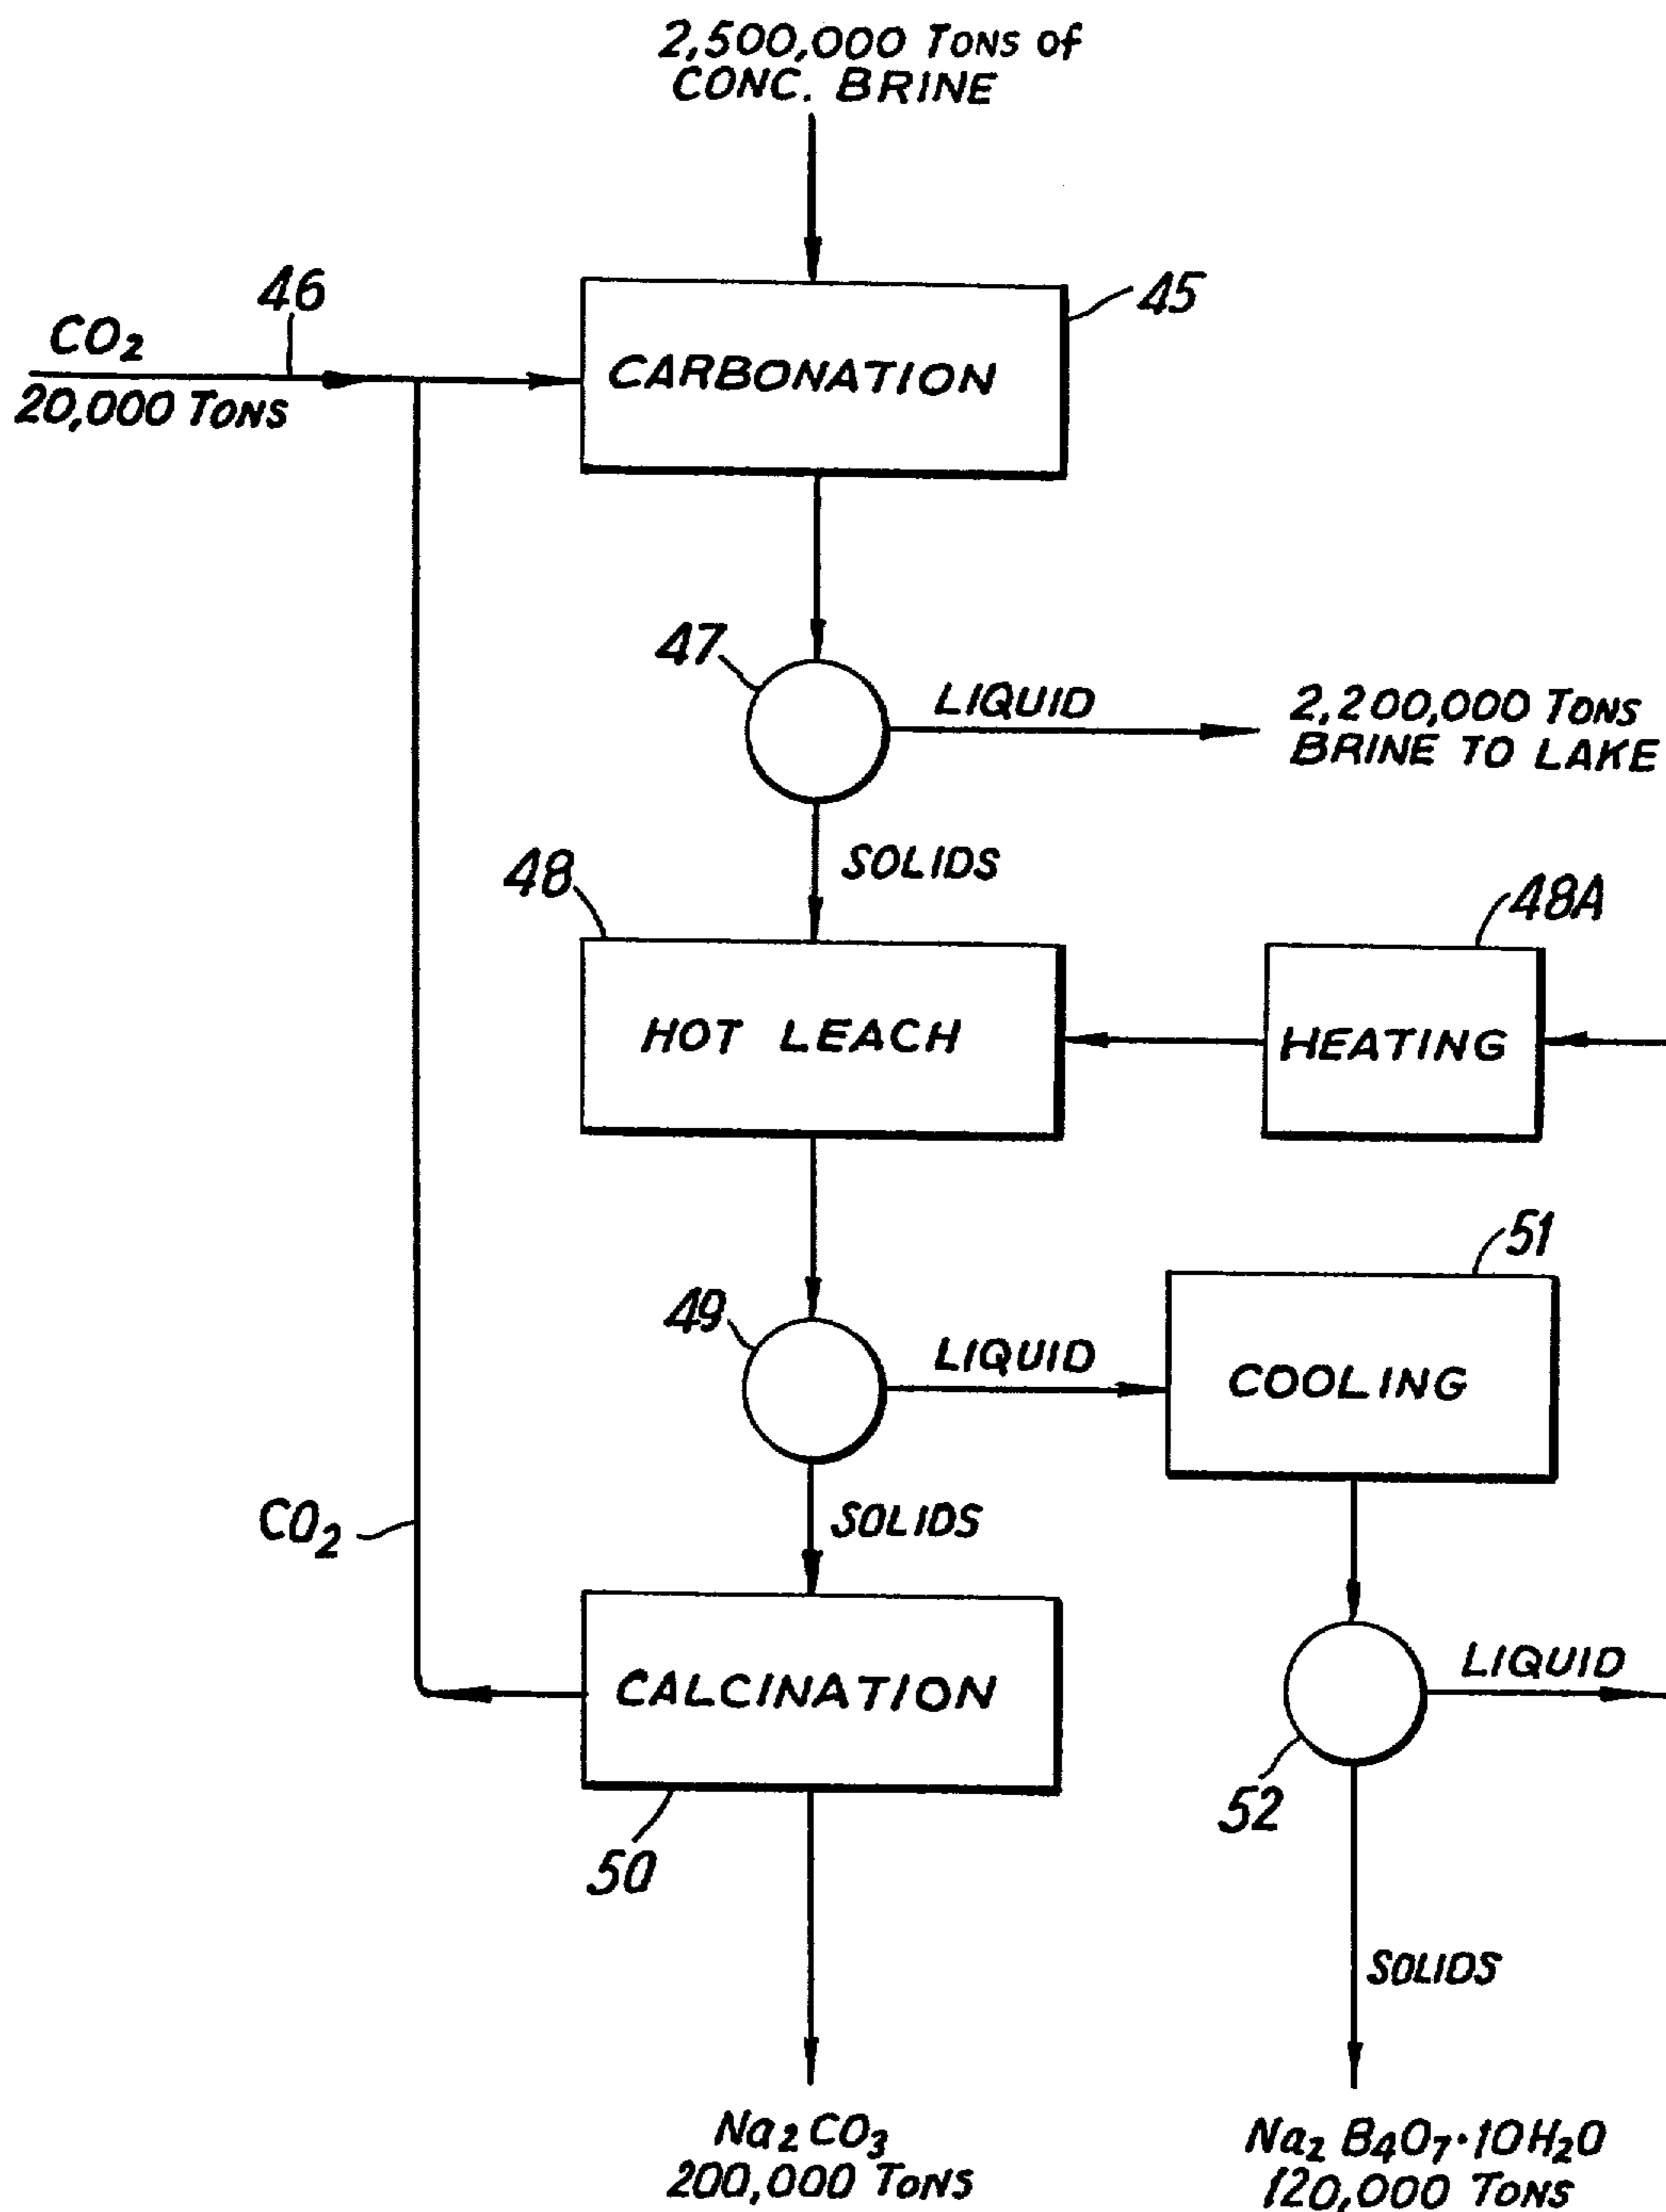 2,500,000 TONS of
CONC. BRINE
46
45
CO₂
20,000 TONS
CARBONATION
47
LIQUID
2,200,000 TONS
BRINE TO LAKE
SOLIDS
48
48A
HOT LEACH
HEATING
51
49
LIQUID
COOLING
CO₂
SOLIDS
CALCINATION
LIQUID
52
50
SOLIDS
Na₂CO₃
200,000 TONS
Na₂B₄O₇·10H₂O
120,000 TONS